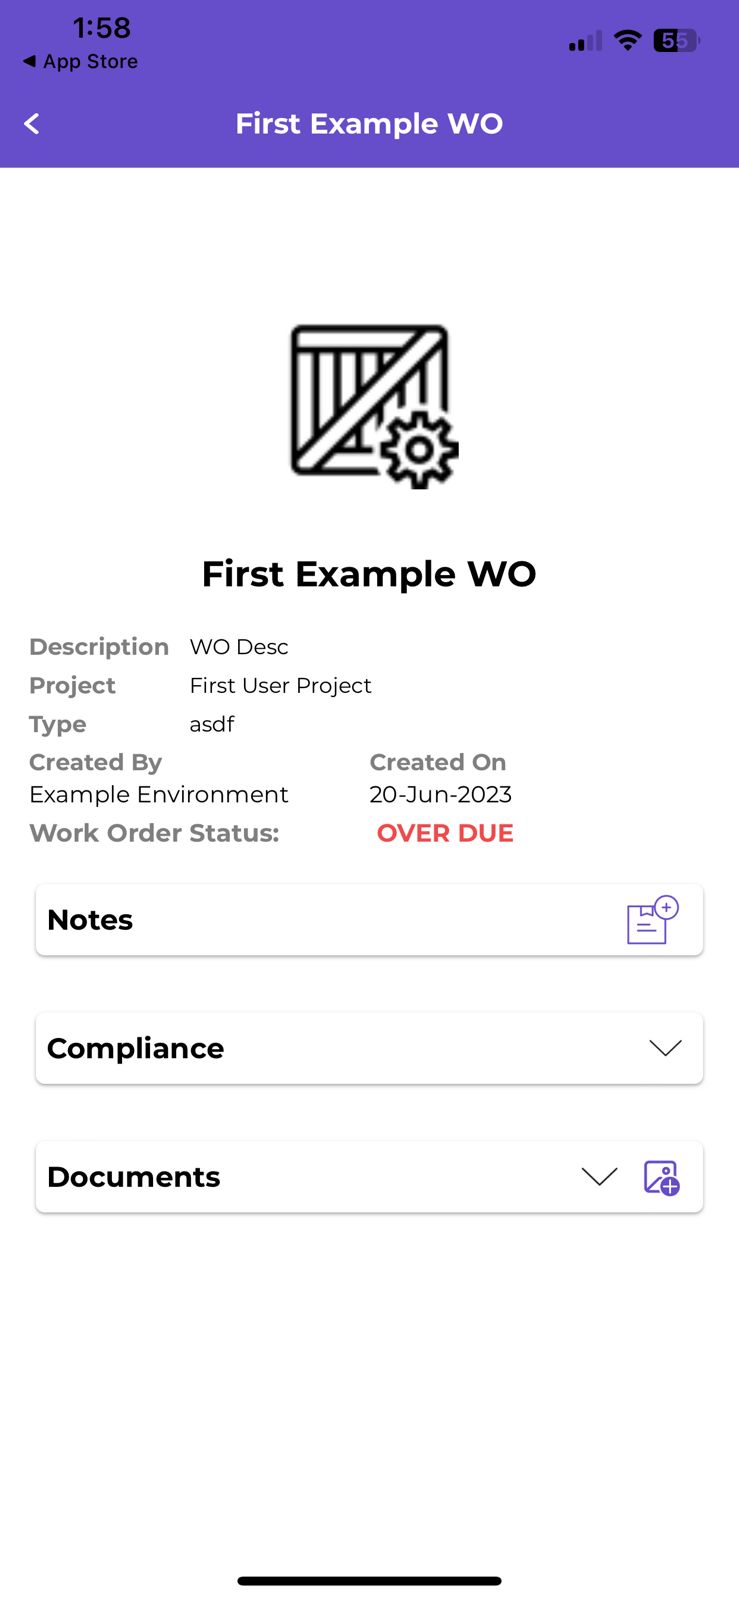 1:58
55
◀ App Store
First Example WO
First Example WO
Description WO Desc
Project First User Project
Type asdf
Created By Created On
Example Environment 20-Jun-2023
Work Order Status: OVER DUE
Notes
Compliance
Documents